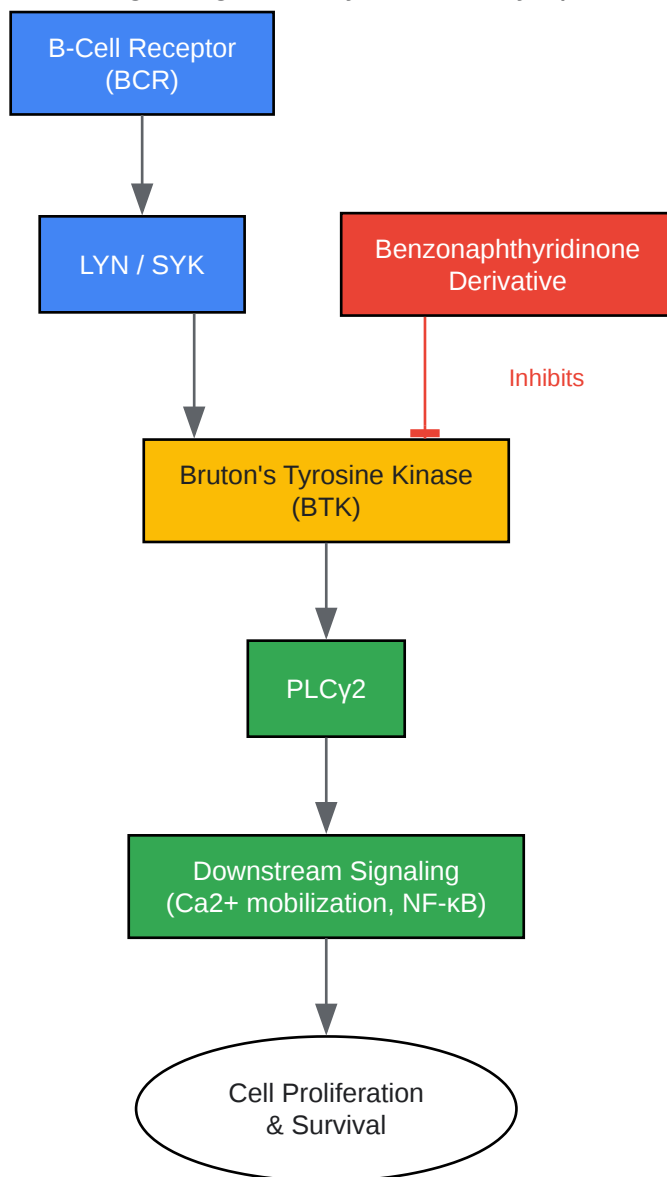 B-Cell Receptor
(BCR)
LYN / SYK
Benzonaphthyridinone
Derivative
Inhibits
Bruton's Tyrosine Kinase
(BTK)
PLCγ2
Downstream Signaling
(Ca2+ mobilization, NF-κB)
Cell Proliferation
& Survival